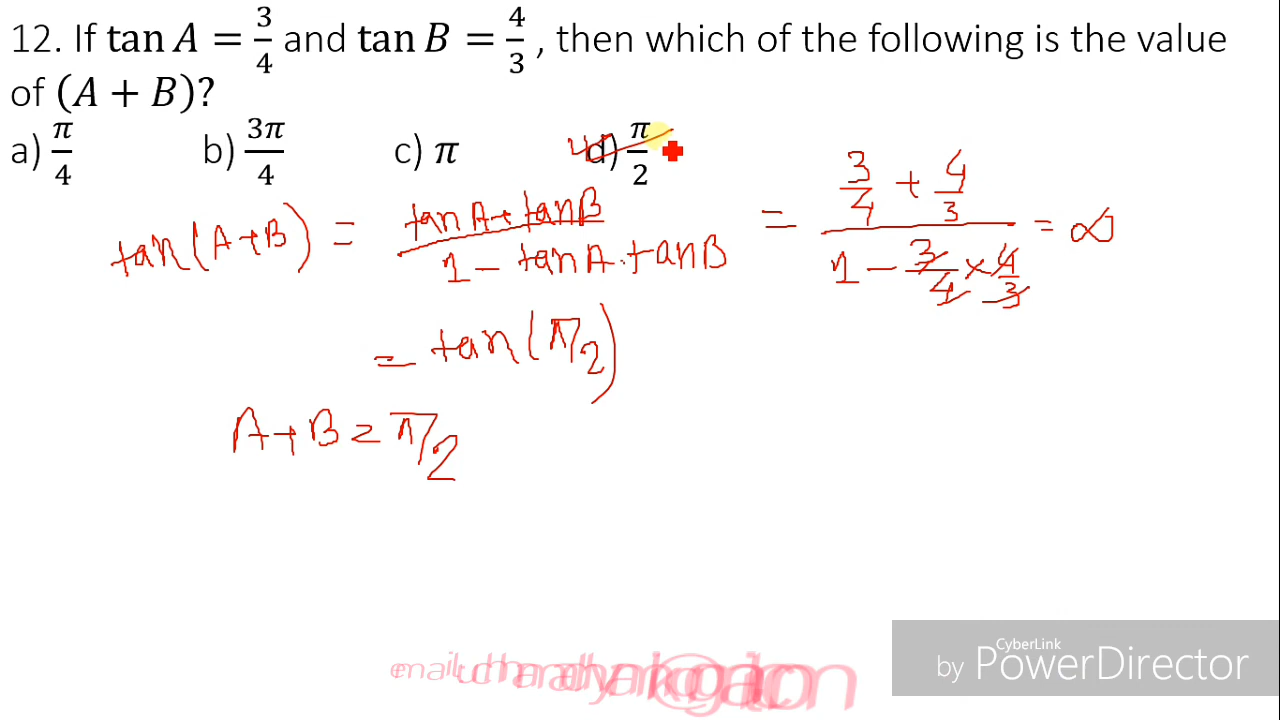 12. If tan A = 3/4 and tan B = 4/3 , then which of the following is the value
of (A + B)?
a) π/4 b) 3π/4 c) π d) π/2
tan(A+B) = (tanA + tanB)/(1 - tanA . tanB) = (3/4 + 4/3)/(1 - 3/4 × 4/3) = ∞
= tan(π/2)
A+B = π/2
CyberLink
by PowerDirector